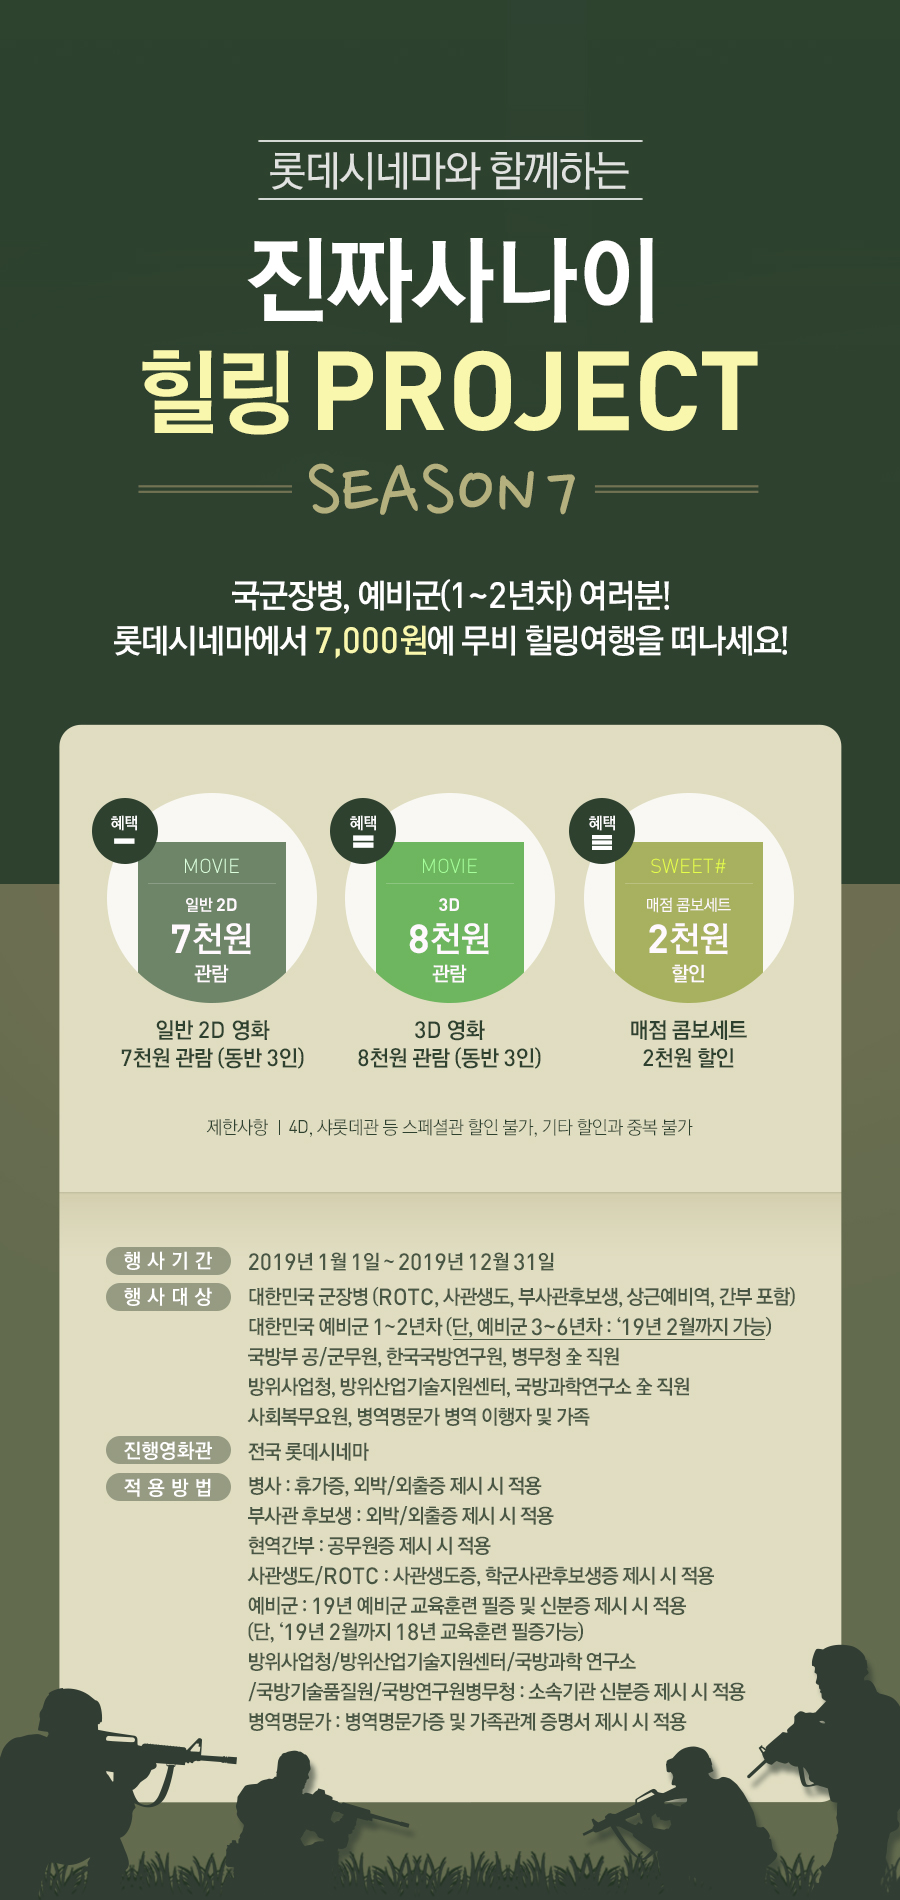 롯데시네마와 함께하는
진짜사나이
힐링 PROJECT
SEASON 7
국군장병, 예비군(1~2년차) 여러분!
롯데시네마에서 7,000원에 무비 힐링여행을 떠나세요!
혜택
MOVIE
일반 2D
7천원
관람
일반 2D 영화
7천원 관람 (동반 3인)
혜택
MOVIE
3D
8천원
관람
3D 영화
8천원 관람 (동반 3인)
혜택
SWEET#
매점 콤보세트
2천원
할인
매점 콤보세트
2천원 할인
제한사항 | 4D, 샤롯데관 등 스페셜관 할인 불가, 기타 할인과 중복 불가
행사기간 2019년 1월 1일 ~ 2019년 12월 31일
행사대상 대한민국 군장병 (ROTC, 사관생도, 부사관후보생, 상근예비역, 간부 포함)
대한민국 예비군 1~2년차 (단, 예비군 3~6년차 : ‘19년 2월까지 가능)
국방부 공/군무원, 한국국방연구원, 병무청 全 직원
방위사업청, 방위산업기술지원센터, 국방과학연구소 全 직원
사회복무요원, 병역명문가 병역 이행자 및 가족
진행영화관 전국 롯데시네마
적용방법 병사 : 휴가증, 외박/외출증 제시 시 적용
부사관 후보생 : 외박/외출증 제시 시 적용
현역간부 : 공무원증 제시 시 적용
사관생도/ROTC : 사관생도증, 학군사관후보생증 제시 시 적용
예비군 : 19년 예비군 교육훈련 필증 및 신분증 제시 시 적용
(단, ‘19년 2월까지 18년 교육훈련 필증가능)
방위사업청/방위산업기술지원센터/국방과학 연구소
/국방기술품질원/국방연구원병무청 : 소속기관 신분증 제시 시 적용
병역명문가 : 병역명문가증 및 가족관계 증명서 제시 시 적용